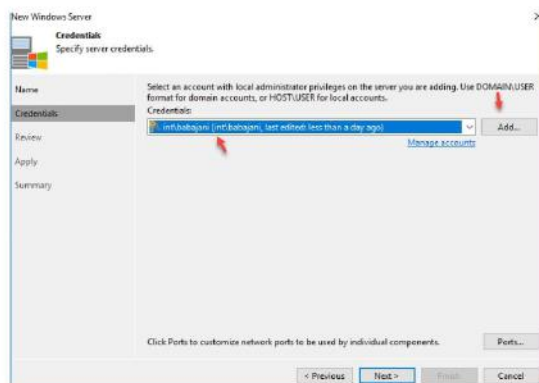 New Windows Server
Credentials
Specify server credentials.
Name
Credentials
Review
Apply
Summary
Select an account with local administrator privileges on the server you are adding. Use DOMAIN\USER
format for domain accounts, or HOST\USER for local accounts.
Credentials:
int\babajani (int\babajani, last edited: less than a day ago)
Add...
Manage accounts
Click Ports to customize network ports to be used by individual components.
Ports...
< Previous
Next >
Finish
Cancel